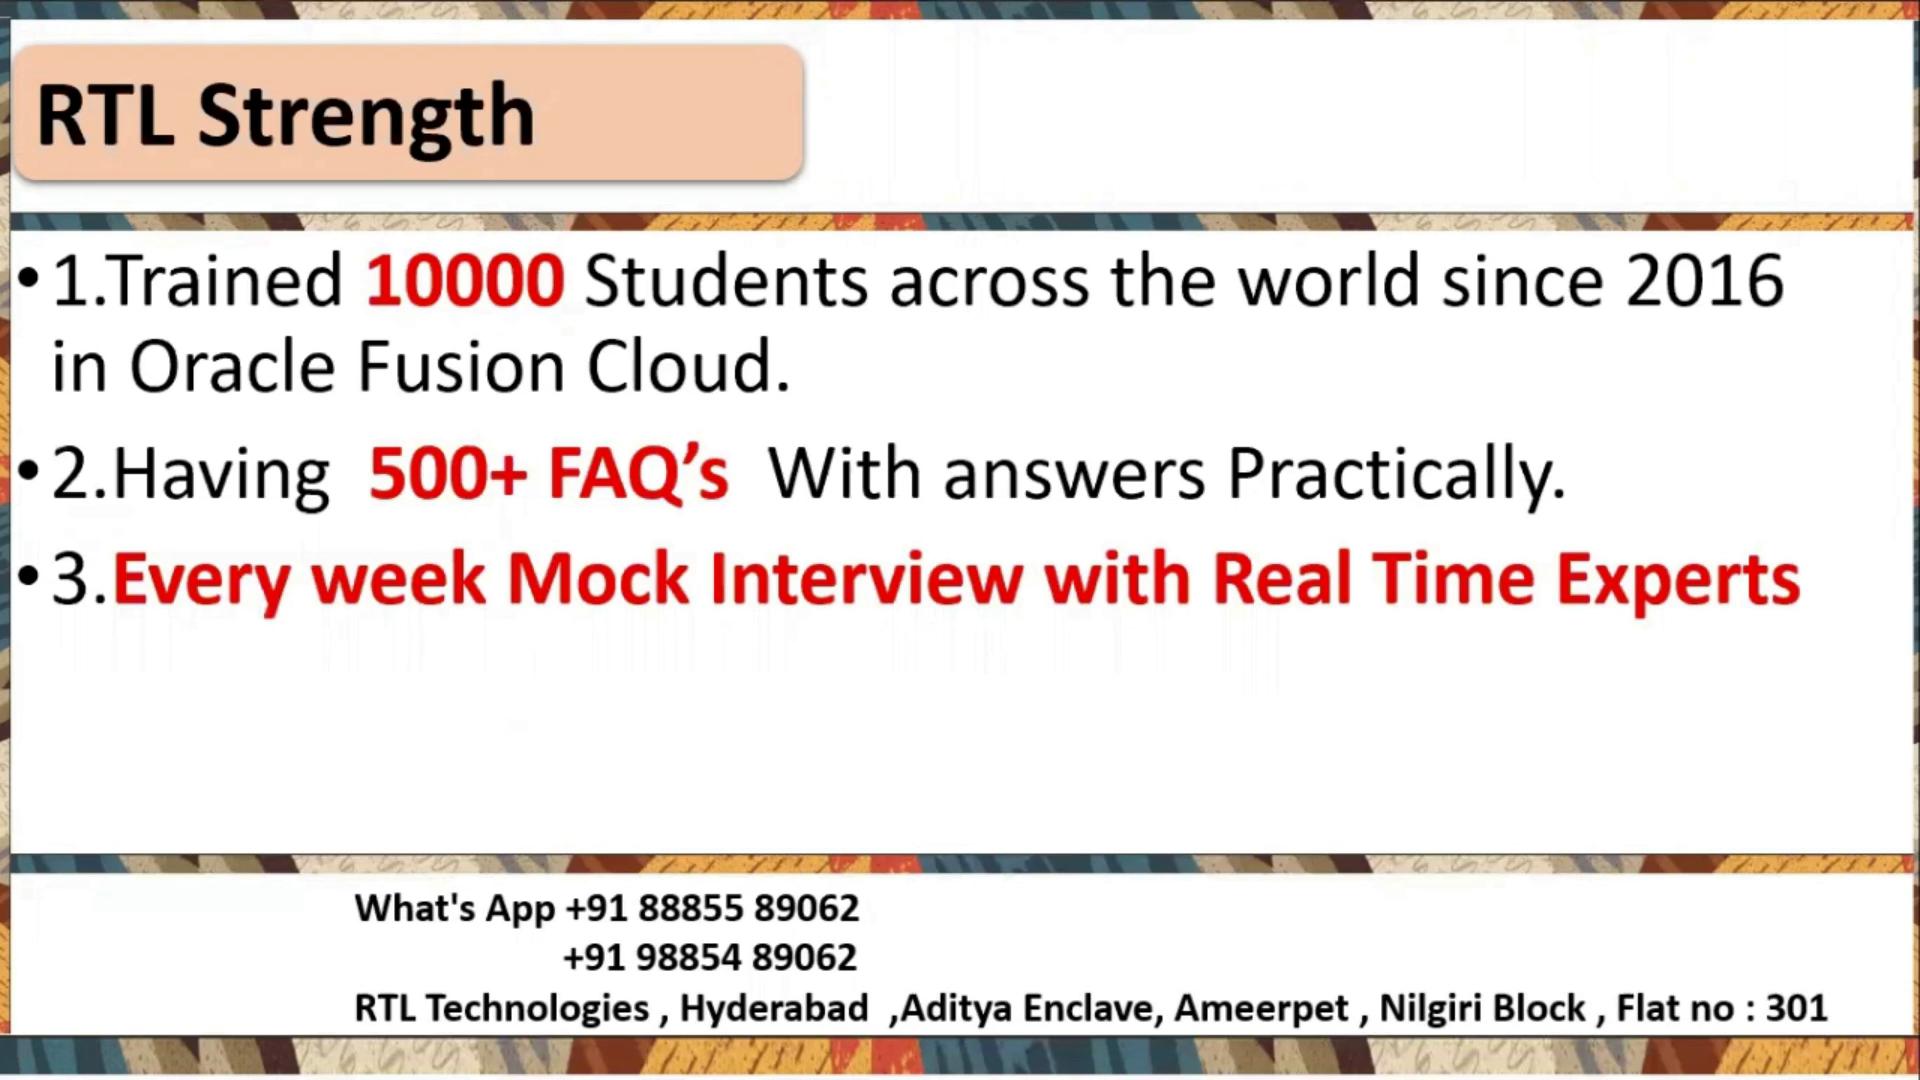 RTL Strength
• 1.Trained 10000 Students across the world since 2016
in Oracle Fusion Cloud.
• 2.Having 500+ FAQ’s With answers Practically.
• 3.Every week Mock Interview with Real Time Experts
What's App +91 88855 89062
+91 98854 89062
RTL Technologies , Hyderabad ,Aditya Enclave, Ameerpet , Nilgiri Block , Flat no : 301